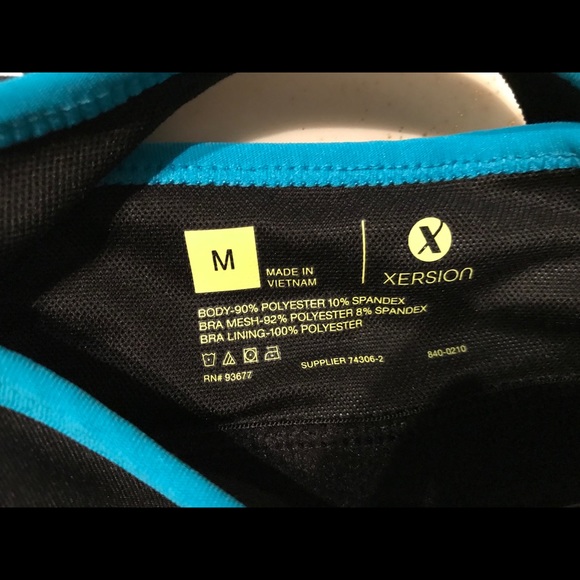 M
MADE IN
VIETNAM
X
XERSION
BODY-90% POLYESTER 10% SPANDEX
BRA MESH-92% POLYESTER 8% SPANDEX
BRA LINING-100% POLYESTER
SUPPLIER 74306-2
840-0210
RN# 93677